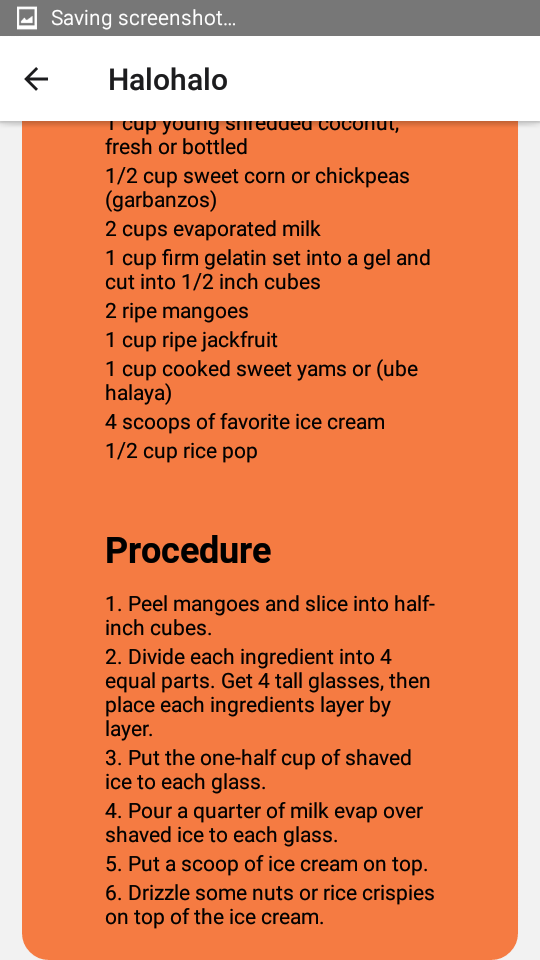 Saving screenshot...
Halohalo
1 cup young shredded coconut,
fresh or bottled
1/2 cup sweet corn or chickpeas
(garbanzos)
2 cups evaporated milk
1 cup firm gelatin set into a gel and
cut into 1/2 inch cubes
2 ripe mangoes
1 cup ripe jackfruit
1 cup cooked sweet yams or (ube
halaya)
4 scoops of favorite ice cream
1/2 cup rice pop
Procedure
1. Peel mangoes and slice into half-
inch cubes.
2. Divide each ingredient into 4
equal parts. Get 4 tall glasses, then
place each ingredients layer by
layer.
3. Put the one-half cup of shaved
ice to each glass.
4. Pour a quarter of milk evap over
shaved ice to each glass.
5. Put a scoop of ice cream on top.
6. Drizzle some nuts or rice crispies
on top of the ice cream.